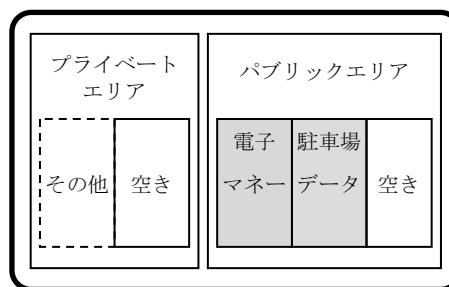 プライベート
エリア
パブリックエリア
その他
空き
電子
マネー
駐車場
データ
空き